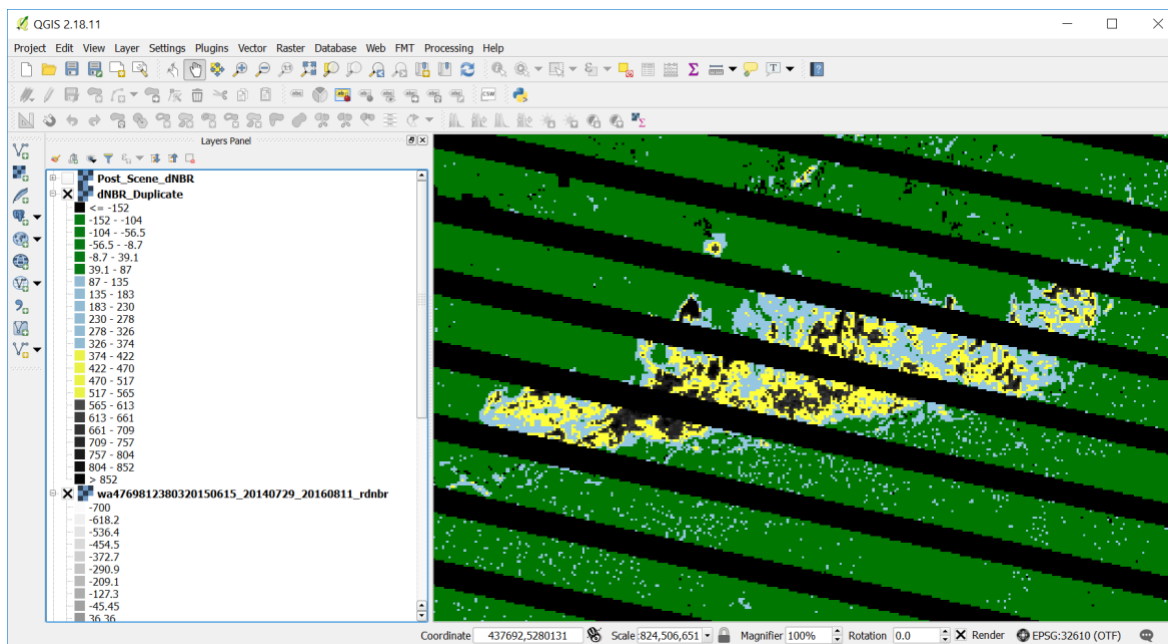 QGIS 2.18.11
Project Edit View Layer Settings Plugins Vector Raster Database Web FMT Processing Help
Layers Panel
Post_Scene_dNBR
dNBR_Duplicate
<= -152
-152 - -104
-104 - -56.5
-56.5 - -8.7
-8.7 - 39.1
39.1 - 87
87 - 135
135 - 183
183 - 230
230 - 278
278 - 326
326 - 374
374 - 422
422 - 470
470 - 517
517 - 565
565 - 613
613 - 661
661 - 709
709 - 757
757 - 804
804 - 852
> 852
wa4769812380320150615_20140729_20160811_rdnbr
-700
-618.2
-536.4
-454.5
-372.7
-290.9
-209.1
-127.3
-45.45
36.36
Coordinate 437692,5280131 Scale :824,506,651 Magnifier 100% Rotation 0.0 Render EPSG:32610 (OTF)